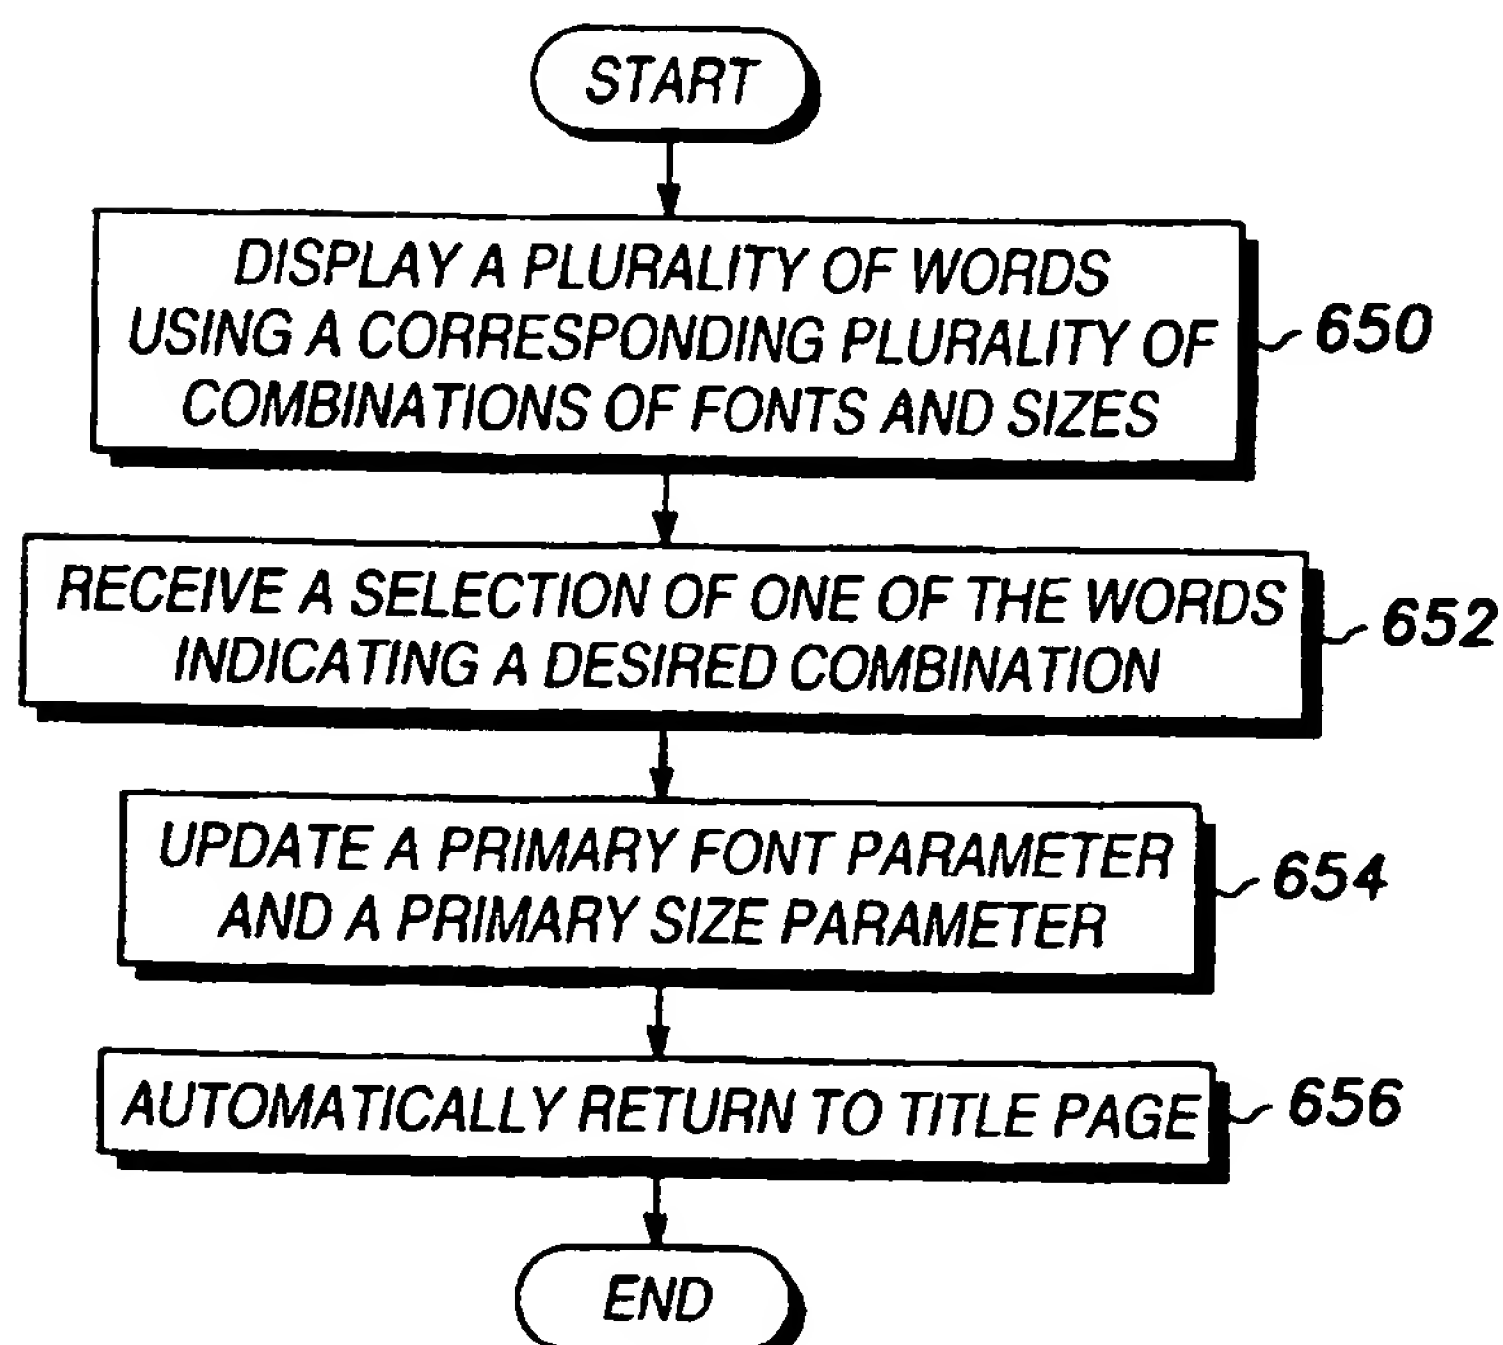 START
DISPLAY A PLURALITY OF WORDS
USING A CORRESPONDING PLURALITY OF
COMBINATIONS OF FONTS AND SIZES
650
RECEIVE A SELECTION OF ONE OF THE WORDS
INDICATING A DESIRED COMBINATION
652
UPDATE A PRIMARY FONT PARAMETER
AND A PRIMARY SIZE PARAMETER
654
AUTOMATICALLY RETURN TO TITLE PAGE
656
END